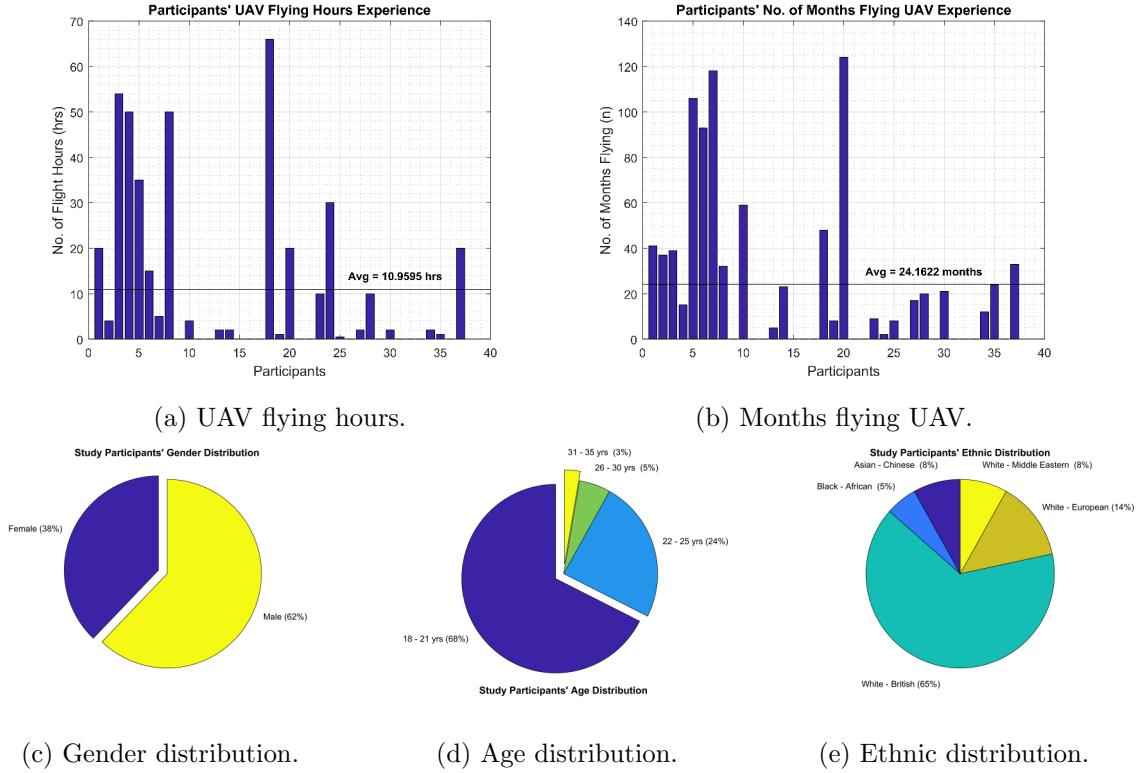 Participants' UAV Flying Hours Experience
70
60
50
40
30
20
10
0
No. of Flight Hours (hrs)
Avg = 10.9595 hrs
0 5 10 15 20 25 30 35 40
Participants
(a) UAV flying hours.
Participants' No. of Months Flying UAV Experience
140
120
100
80
60
40
20
0
No. of Months Flying (n)
Avg = 24.1622 months
0 5 10 15 20 25 30 35 40
Participants
(b) Months flying UAV.
Study Participants' Gender Distribution
Female (38%)
Male (62%)
(c) Gender distribution.
31 - 35 yrs (3%)
26 - 30 yrs (5%)
22 - 25 yrs (24%)
18 - 21 yrs (68%)
Study Participants' Age Distribution
(d) Age distribution.
Study Participants' Ethnic Distribution
Asian - Chinese (8%)
White - Middle Eastern (8%)
Black - African (5%)
White - European (14%)
White - British (65%)
(e) Ethnic distribution.